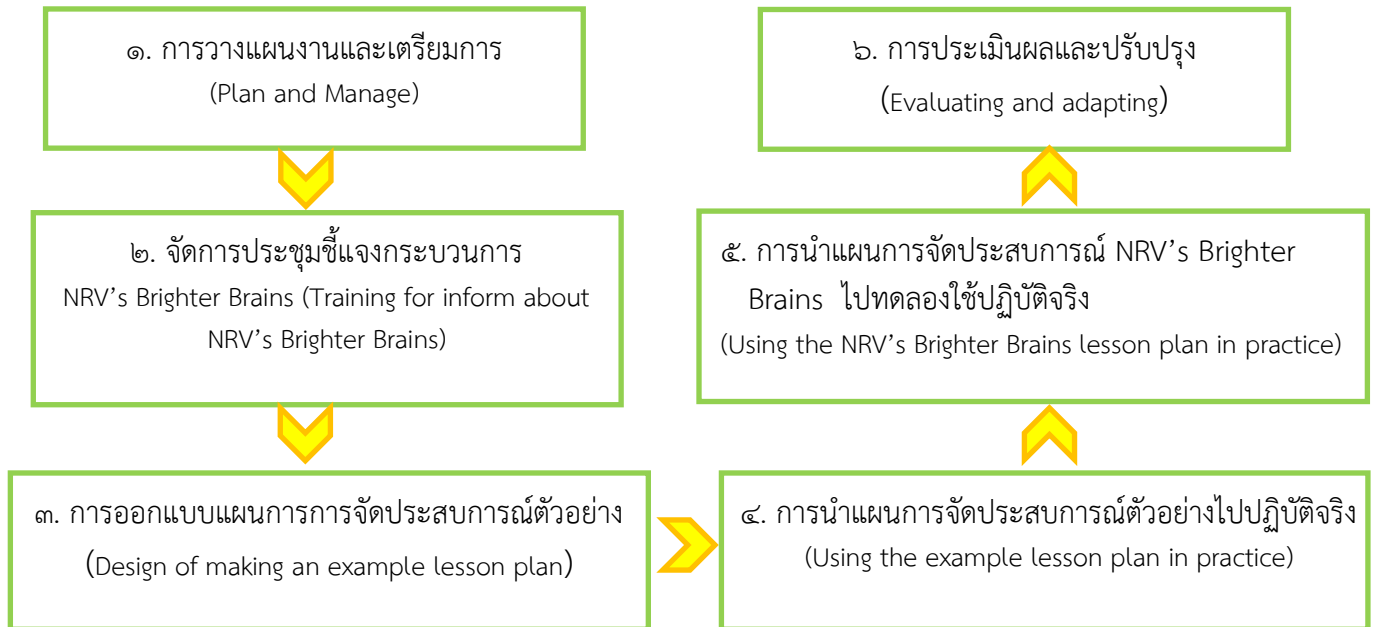 ๑. การวางแผนงานและเตรียมการ
(Plan and Manage)
๒. จัดการประชุมชี้แจงกระบวนการ
NRV’s Brighter Brains (Training for inform about
NRV’s Brighter Brains)
๓. การออกแบบแผนการการจัดประสบการณ์ตัวอย่าง
(Design of making an example lesson plan)
๔. การนำแผนการจัดประสบการณ์ตัวอย่างไปปฏิบัติจริง
(Using the example lesson plan in practice)
๕. การนำแผนการจัดประสบการณ์ NRV’s Brighter
Brains ไปทดลองใช้ปฏิบัติจริง
(Using the NRV’s Brighter Brains lesson plan in practice)
๖. การประเมินผลและปรับปรุง
(Evaluating and adapting)